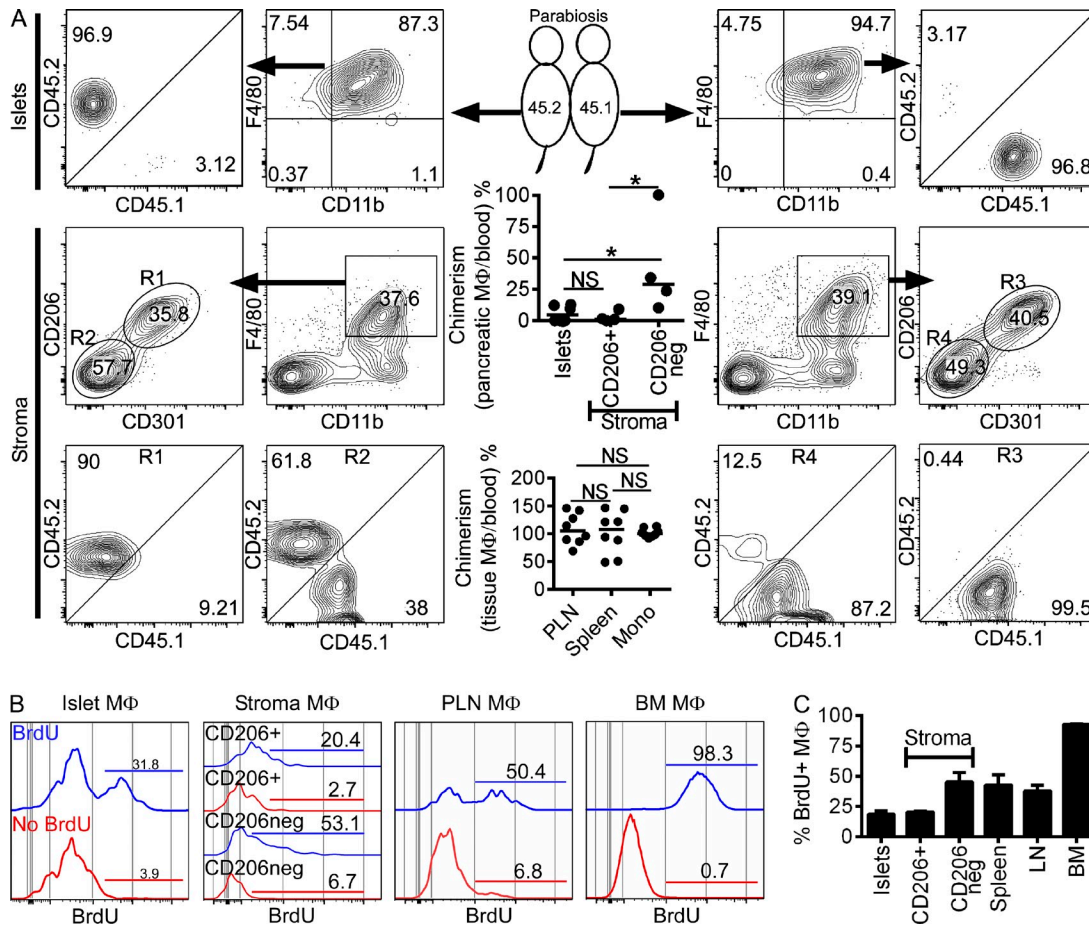 A
Islets
96.9
CD45.2
3.12
CD45.1
7.54
87.3
F4/80
0.37
1.1
CD11b
Parabiosis
45.2
45.1
4.75
94.7
F4/80
0
0.4
CD11b
3.17
CD45.2
96.8
CD45.1
Stroma
R1
35.8
R2
57.7
CD206
CD301
37.6
F4/80
CD11b
Chimerism
(pancreatic MΦ/blood) %
100
75
50
25
0
*
*
NS
Islets
CD206+
CD206
neg
Stroma
39.1
F4/80
CD11b
R3
40.5
R4
49.3
CD206
CD301
90
R1
CD45.2
9.21
CD45.1
61.8
R2
CD45.2
38
CD45.1
Chimerism
(tissue MΦ/blood) %
200
150
100
50
0
NS
NS
NS
PLN
Spleen
Mono
12.5
R4
CD45.2
87.2
CD45.1
0.44
R3
CD45.2
99.5
CD45.1
B
Islet MΦ
BrdU
31.8
No BrdU
3.9
BrdU
Stroma MΦ
CD206+
20.4
CD206+
2.7
CD206neg
53.1
CD206neg
6.7
BrdU
PLN MΦ
50.4
6.8
BrdU
BM MΦ
98.3
0.7
BrdU
C
% BrdU+ MΦ
100
75
50
25
0
Stroma
Islets
CD206+
CD206
neg
Spleen
LN
BM